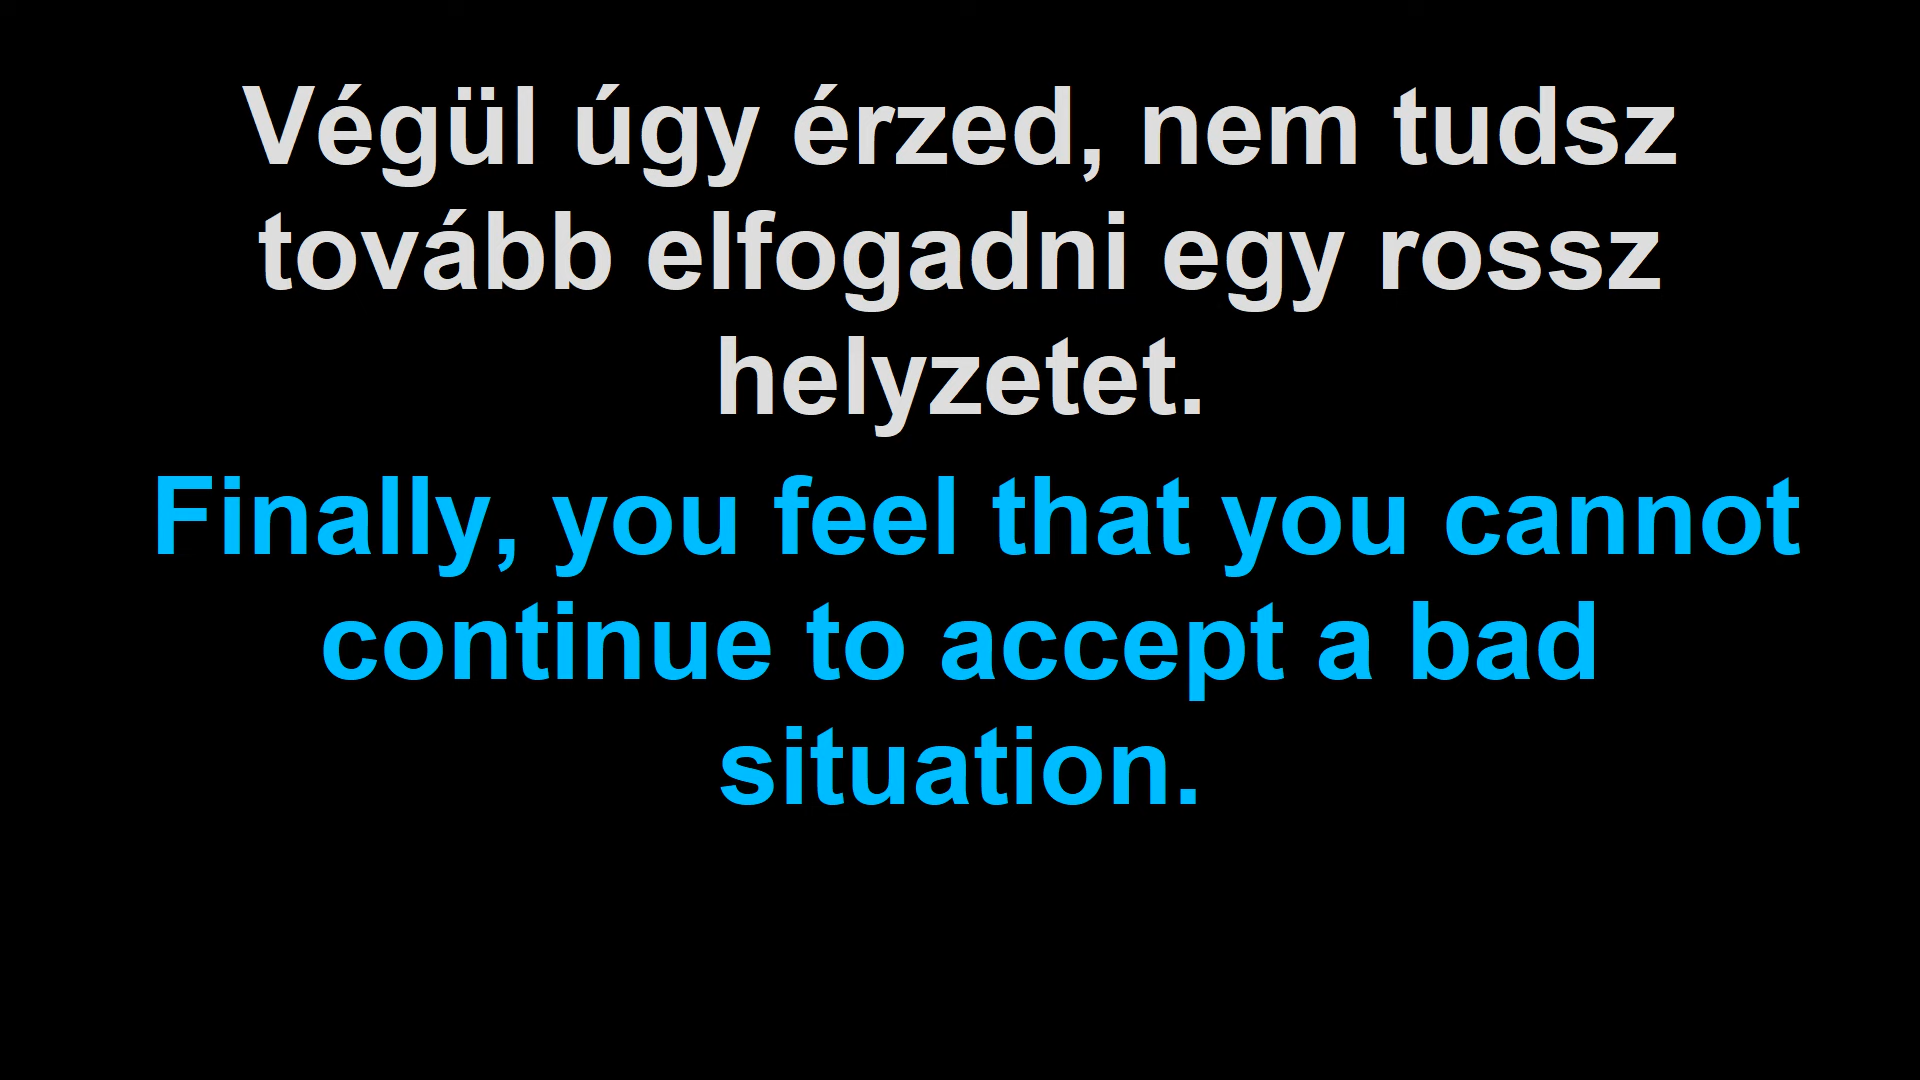 Végül úgy érzed, nem tudsz
tovább elfogadni egy rossz
helyzetet.
Finally, you feel that you cannot
continue to accept a bad
situation.